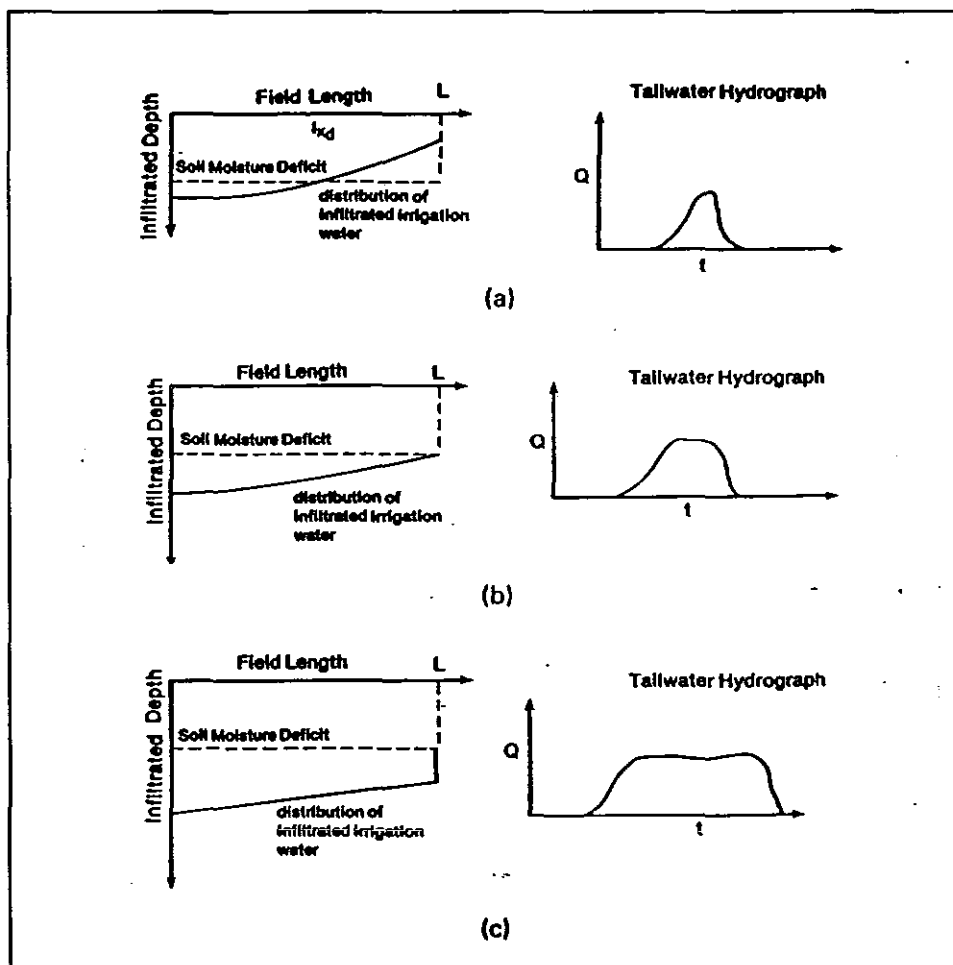 Field Length
L
Tailwater Hydrograph
Infiltrated Depth
Soil Moisture Deficit
distribution of
infiltrated irrigation
water
Q
t
(a)
Field Length
L
Tailwater Hydrograph
Infiltrated Depth
Soil Moisture Deficit
distribution of
infiltrated irrigation
water
Q
t
(b)
Field Length
L
Tailwater Hydrograph
Infiltrated Depth
Soil Moisture Deficit
distribution of
infiltrated irrigation
water
Q
t
(c)